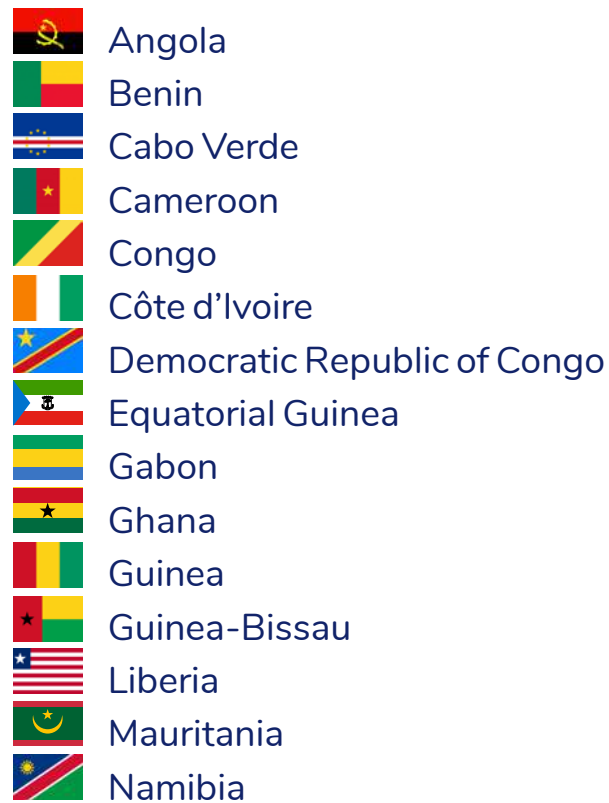 Angola
Benin
Cabo Verde
Cameroon
Congo
Côte d’Ivoire
Democratic Republic of Congo
Equatorial Guinea
Gabon
Ghana
Guinea
Guinea-Bissau
Liberia
Mauritania
Namibia